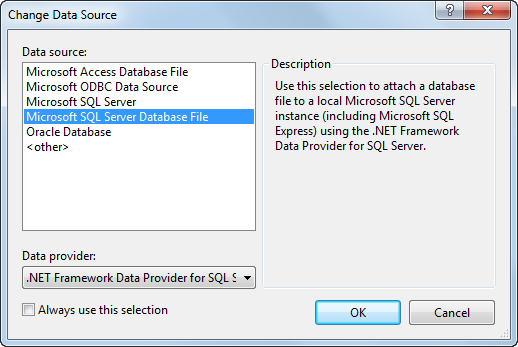 Change Data Source
Data source:
Microsoft Access Database File
Microsoft ODBC Data Source
Microsoft SQL Server
Microsoft SQL Server Database File
Oracle Database
<other>
Description
Use this selection to attach a database
file to a local Microsoft SQL Server
instance (including Microsoft SQL
Express) using the .NET Framework
Data Provider for SQL Server.
Data provider:
.NET Framework Data Provider for SQL S
Always use this selection
OK
Cancel